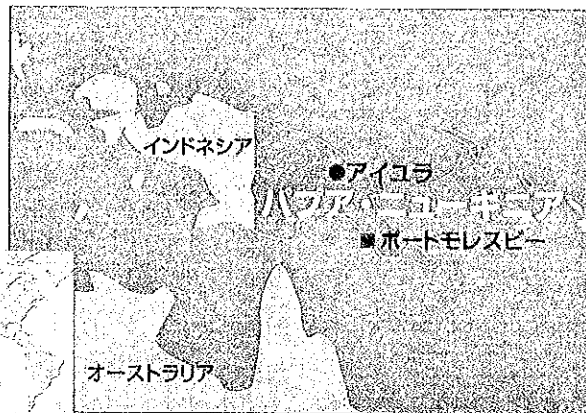 インドネシア
●アイユラ
パプア・ニューギニア
■ポートモレスビー
オーストラリア